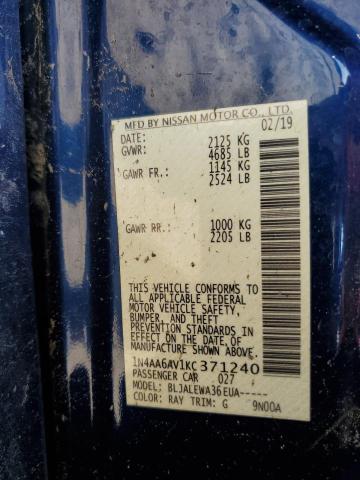 MFD BY NISSAN MOTOR CO., LTD.
DATE: 02/19
GVWR: 2125 KG
4685 LB
GAWR FR.: 1145 KG
2524 LB
GAWR RR.: 1000 KG
2205 LB
THIS VEHICLE CONFORMS TO
ALL APPLICABLE FEDERAL
MOTOR VEHICLE SAFETY,
BUMPER, AND THEFT
PREVENTION STANDARDS IN
EFFECT ON THE DATE OF
MANUFACTURE SHOWN ABOVE.
1N4AA6AV1KC371240
PASSENGER CAR 027
MODEL: BLJALEWA36EUA-----
COLOR: RAY TRIM: G 9N00A